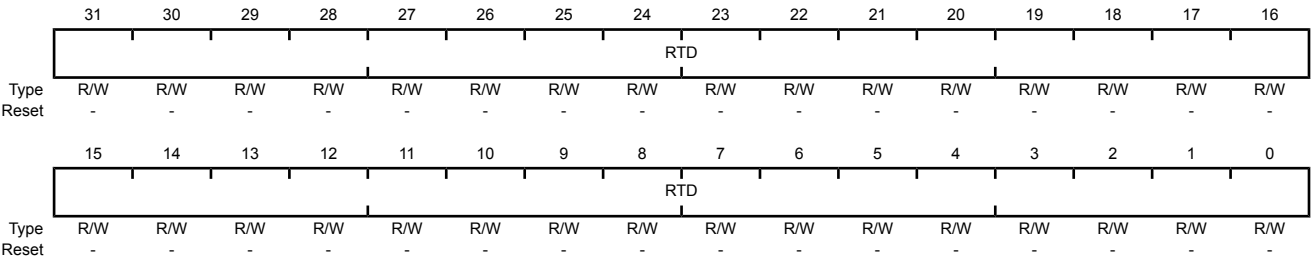 31 30 29 28 27 26 25 24 23 22 21 20 19 18 17 16
RTD
Type R/W R/W R/W R/W R/W R/W R/W R/W R/W R/W R/W R/W R/W R/W R/W R/W
Reset - - - - - - - - - - - - - - - -
15 14 13 12 11 10 9 8 7 6 5 4 3 2 1 0
RTD
Type R/W R/W R/W R/W R/W R/W R/W R/W R/W R/W R/W R/W R/W R/W R/W R/W
Reset - - - - - - - - - - - - - - - -